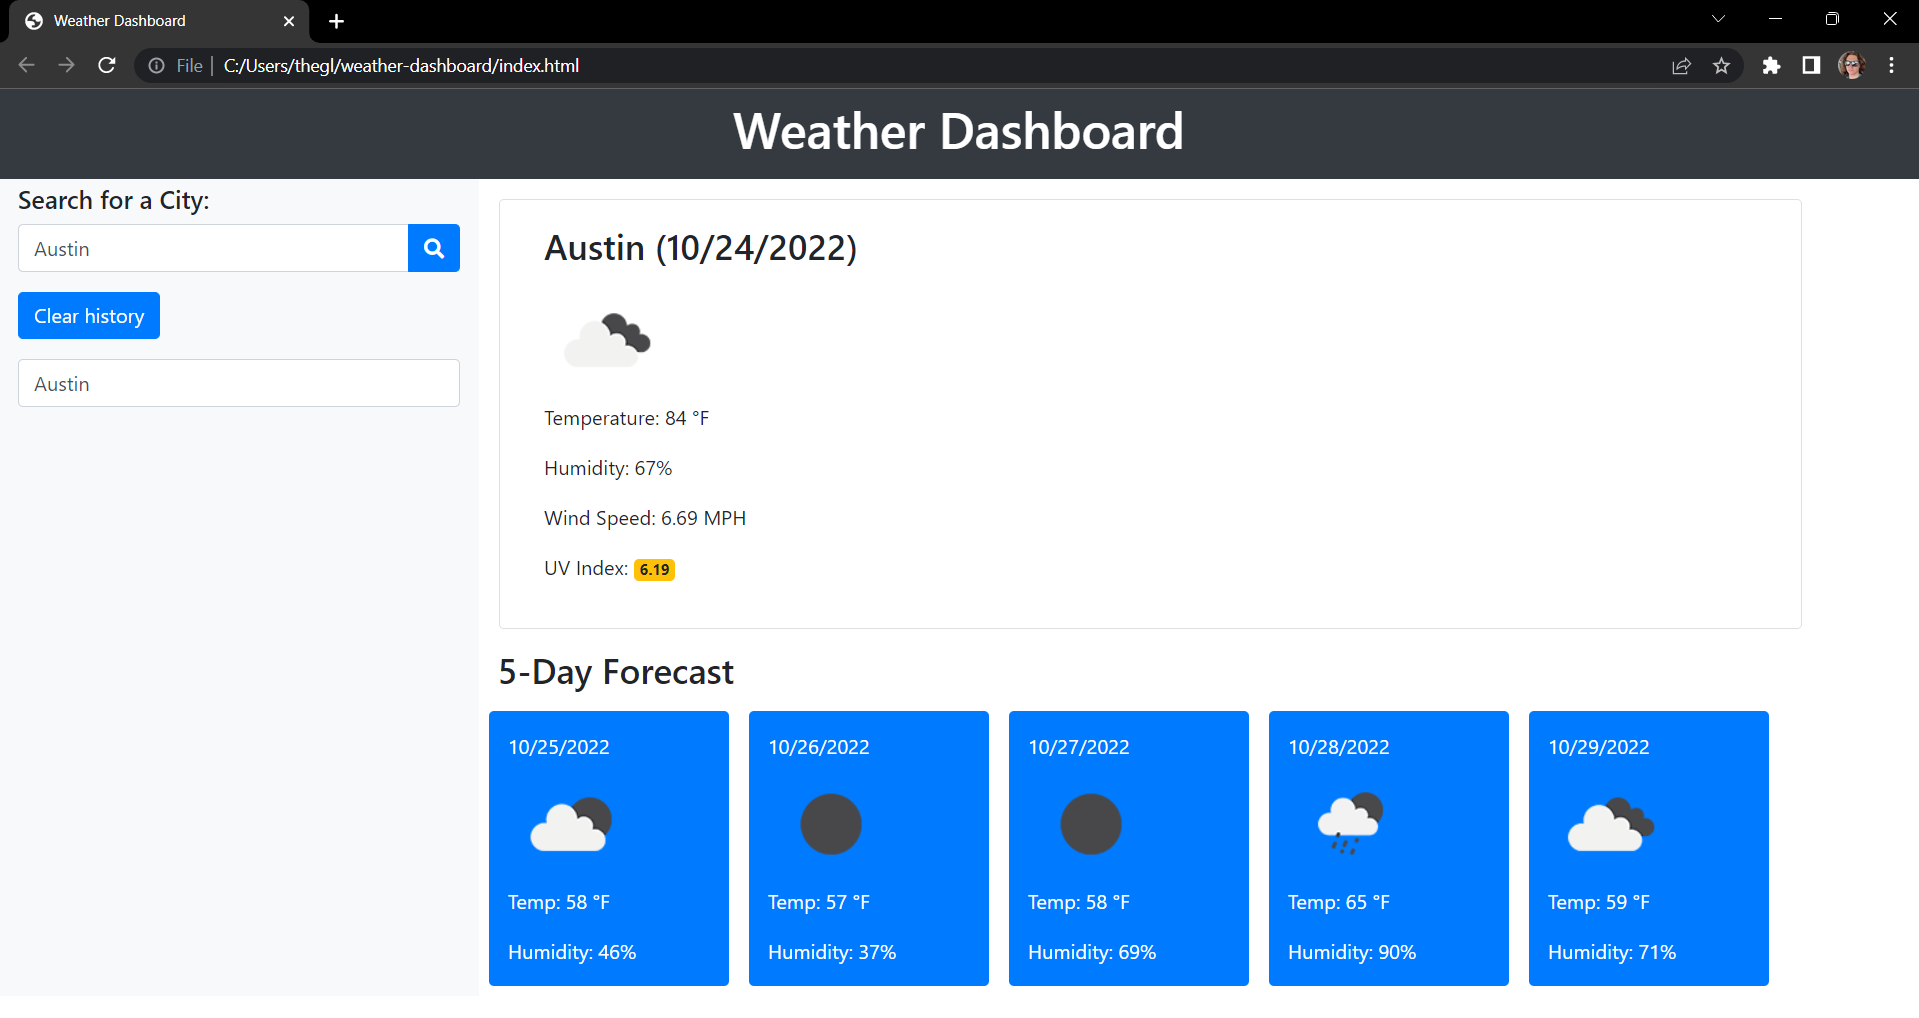 Weather Dashboard
File | C:/Users/thegl/weather-dashboard/index.html
Weather Dashboard
Search for a City:
Austin
Clear history
Austin
Austin (10/24/2022)
Temperature: 84 °F
Humidity: 67%
Wind Speed: 6.69 MPH
UV Index: 6.19
5-Day Forecast
10/25/2022
Temp: 58 °F
Humidity: 46%
10/26/2022
Temp: 57 °F
Humidity: 37%
10/27/2022
Temp: 58 °F
Humidity: 69%
10/28/2022
Temp: 65 °F
Humidity: 90%
10/29/2022
Temp: 59 °F
Humidity: 71%